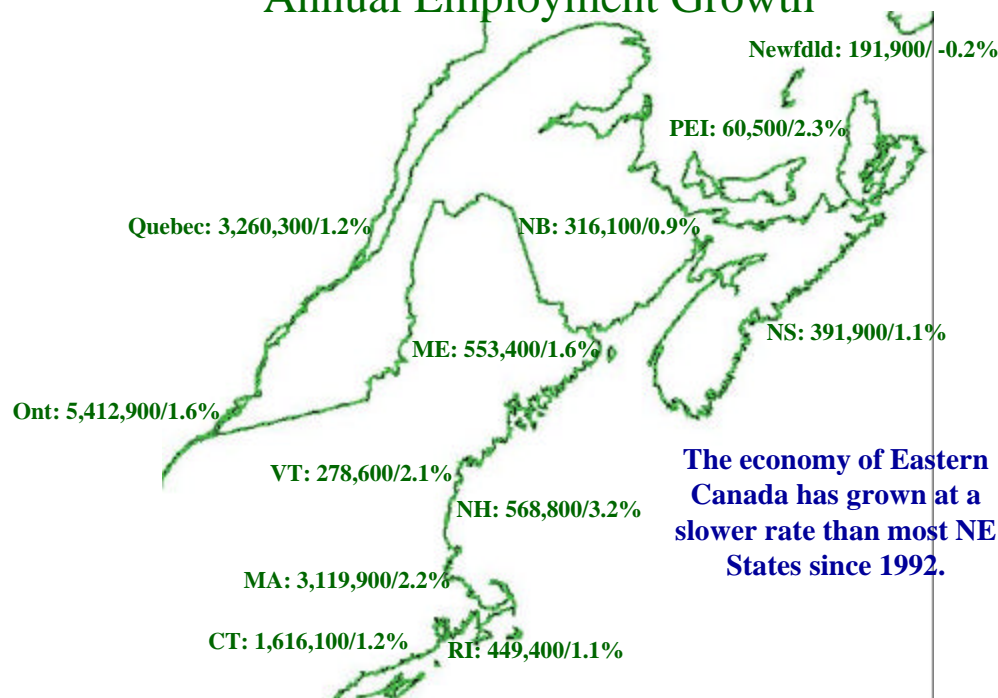 Annual Employment Growth
Newfdld: 191,900/ -0.2%
PEI: 60,500/2.3%
Quebec: 3,260,300/1.2%
NB: 316,100/0.9%
NS: 391,900/1.1%
ME: 553,400/1.6%
Ont: 5,412,900/1.6%
The economy of Eastern
Canada has grown at a
slower rate than most NE
States since 1992.
VT: 278,600/2.1%
NH: 568,800/3.2%
MA: 3,119,900/2.2%
CT: 1,616,100/1.2%
RI: 449,400/1.1%